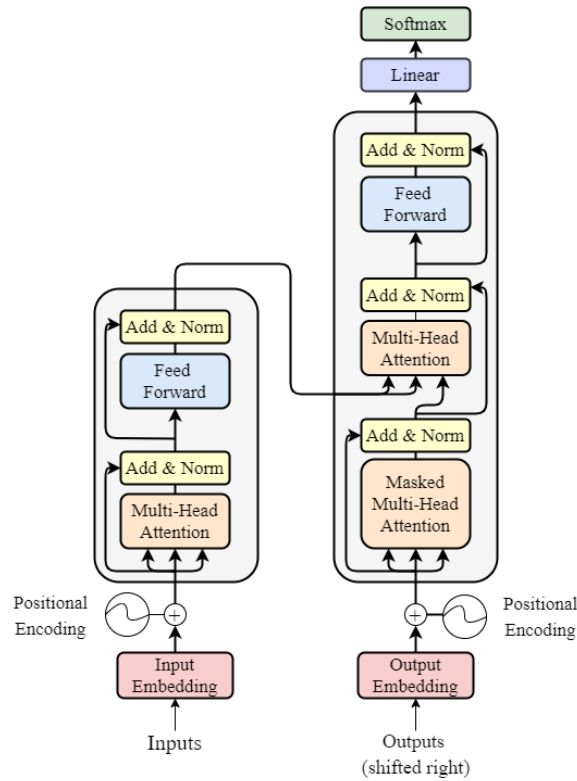 Softmax
Linear
Add & Norm
Feed
Forward
Add & Norm
Multi-Head
Attention
Add & Norm
Masked
Multi-Head
Attention
Add & Norm
Feed
Forward
Add & Norm
Multi-Head
Attention
Positional
Encoding
Positional
Encoding
Input
Embedding
Output
Embedding
Inputs
Outputs
(shifted right)